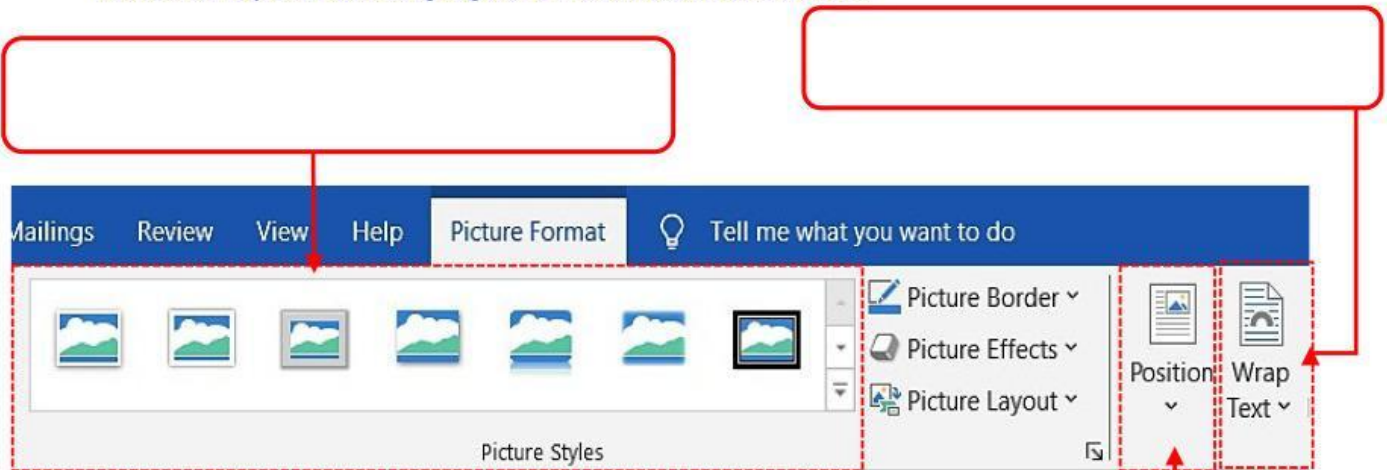 Mailings Review View Help Picture Format Tell me what you want to do
Picture Border
Picture Effects
Picture Layout
Position
Wrap
Text
Picture Styles